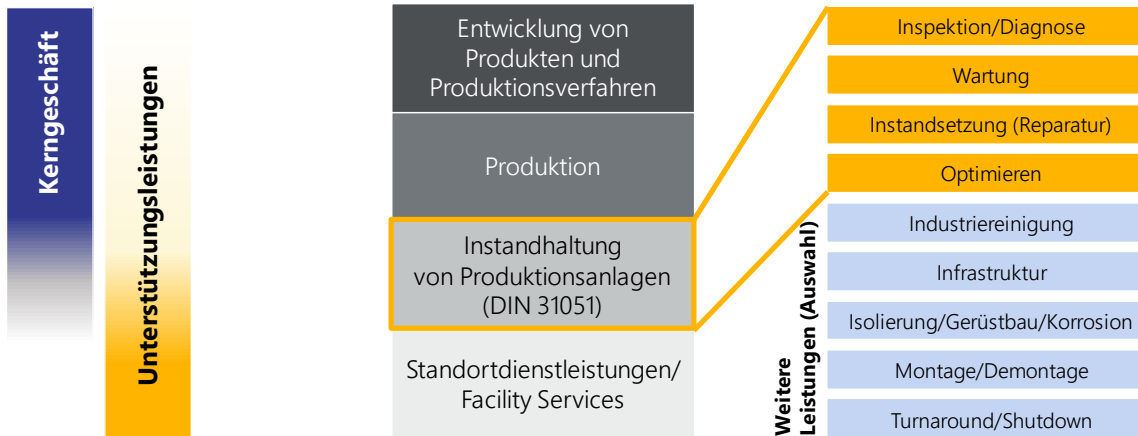 Kerngeschäft
Unterstützungsleistungen
Entwicklung von
Produkten und
Produktionsverfahren
Produktion
Instandhaltung
von Produktionsanlagen
(DIN 31051)
Standortdienstleistungen/
Facility Services
Inspektion/Diagnose
Wartung
Instandsetzung (Reparatur)
Optimieren
Weitere
Leistungen (Auswahl)
Industriereinigung
Infrastruktur
Isolierung/Gerüstbau/Korrosion
Montage/Demontage
Turnaround/Shutdown